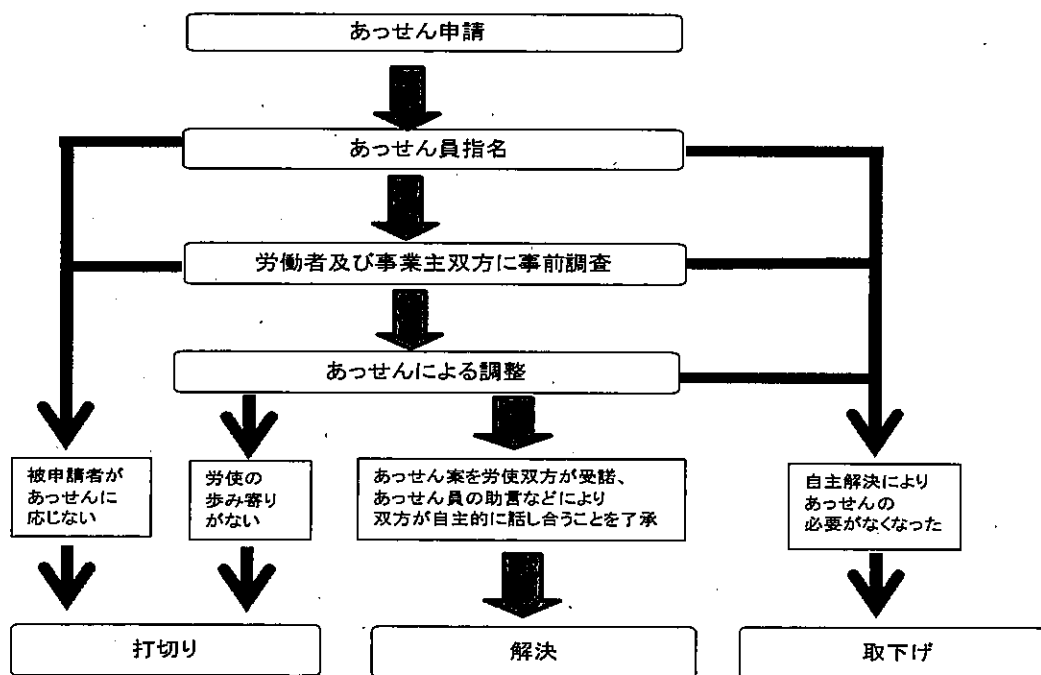 あっせん申請
あっせん員指名
労働者及び事業主双方に事前調査
あっせんによる調整
被申請者が
あっせんに
応じない
労使の
歩み寄り
がない
あっせん案を労使双方が受諾、
あっせん員の助言などにより
双方が自主的に話し合うことを了承
自主解決により
あっせんの
必要がなくなった
打切り
解決
取下げ